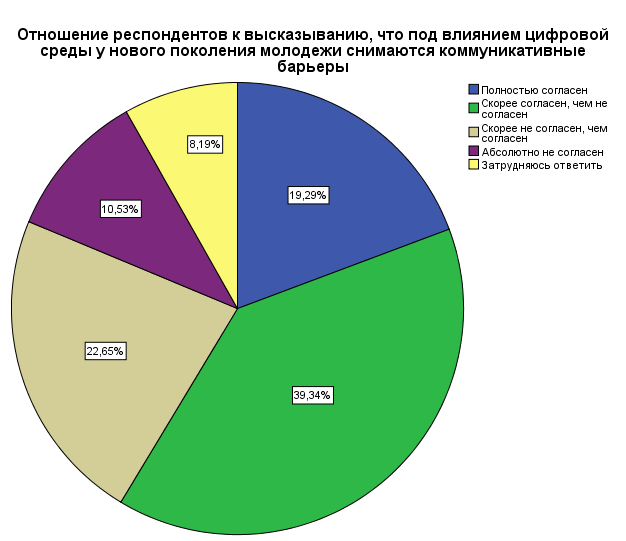 Отношение респондентов к высказыванию, что под влиянием цифровой
среды у нового поколения молодежи снимаются коммуникативные
барьеры
Полностью согласен
Скорее согласен, чем не
согласен
Скорее не согласен, чем
согласен
Абсолютно не согласен
Затрудняюсь ответить
8,19%
19,29%
10,53%
22,65%
39,34%